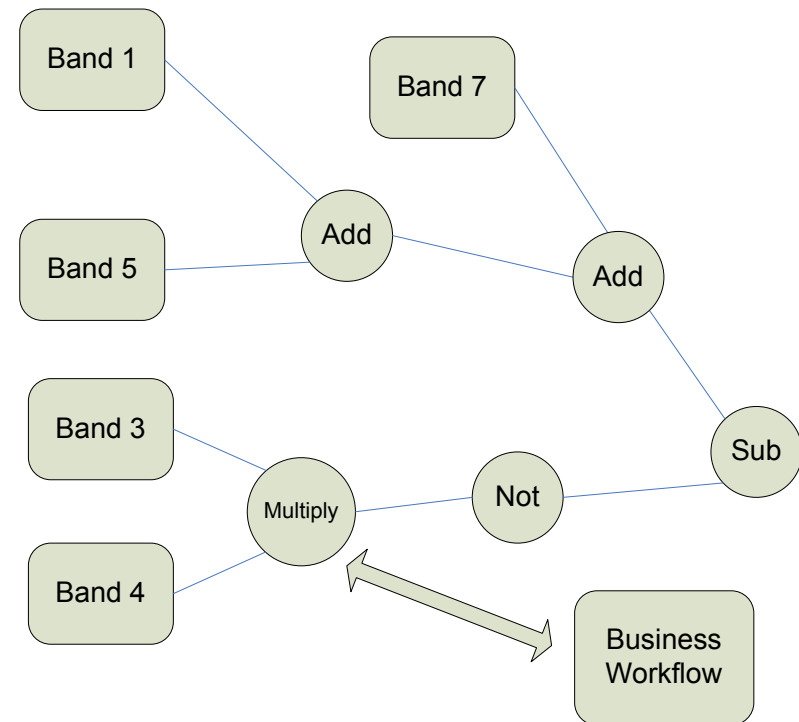 Band 1
Band 7
Add
Band 5
Add
Band 3
Sub
Multiply
Not
Band 4
Business
Workflow